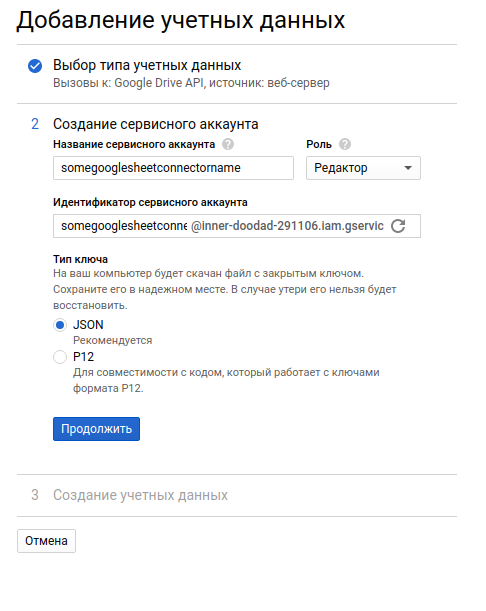 Добавление учетных данных
Выбор типа учетных данных
Вызовы к: Google Drive API, источник: веб-сервер
2 Создание сервисного аккаунта
Название сервисного аккаунта ? Роль ?
somegooglesheetconnectorname Редактор
Идентификатор сервисного аккаунта
somegooglesheetconne @inner-doodad-291106.iam.gservic
Тип ключа
На ваш компьютер будет скачан файл с закрытым ключом.
Сохраните его в надежном месте. В случае утери его нельзя будет
восстановить.
JSON
Рекомендуется
P12
Для совместимости с кодом, который работает с ключами
формата P12.
Продолжить
3 Создание учетных данных
Отмена